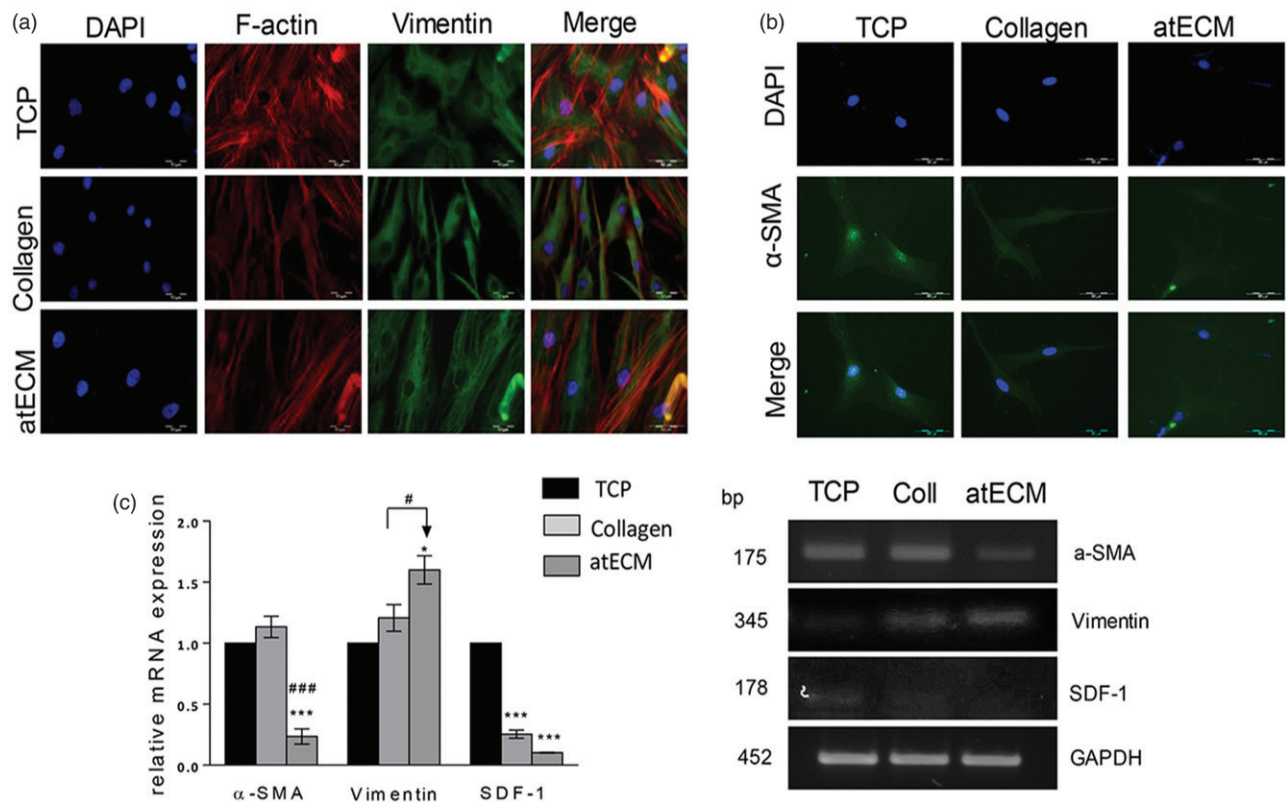 (a)
DAPI F-actin Vimentin Merge
TCP
Collagen
atECM
(b)
TCP Collagen atECM
DAPI
α-SMA
Merge
(c)
TCP
Collagen
atECM
relative mRNA expression
2.0
1.5
1.0
0.5
0.0
###
***
#
*
***
***
α-SMA Vimentin SDF-1
bp TCP Coll atECM
175 a-SMA
345 Vimentin
178 SDF-1
452 GAPDH